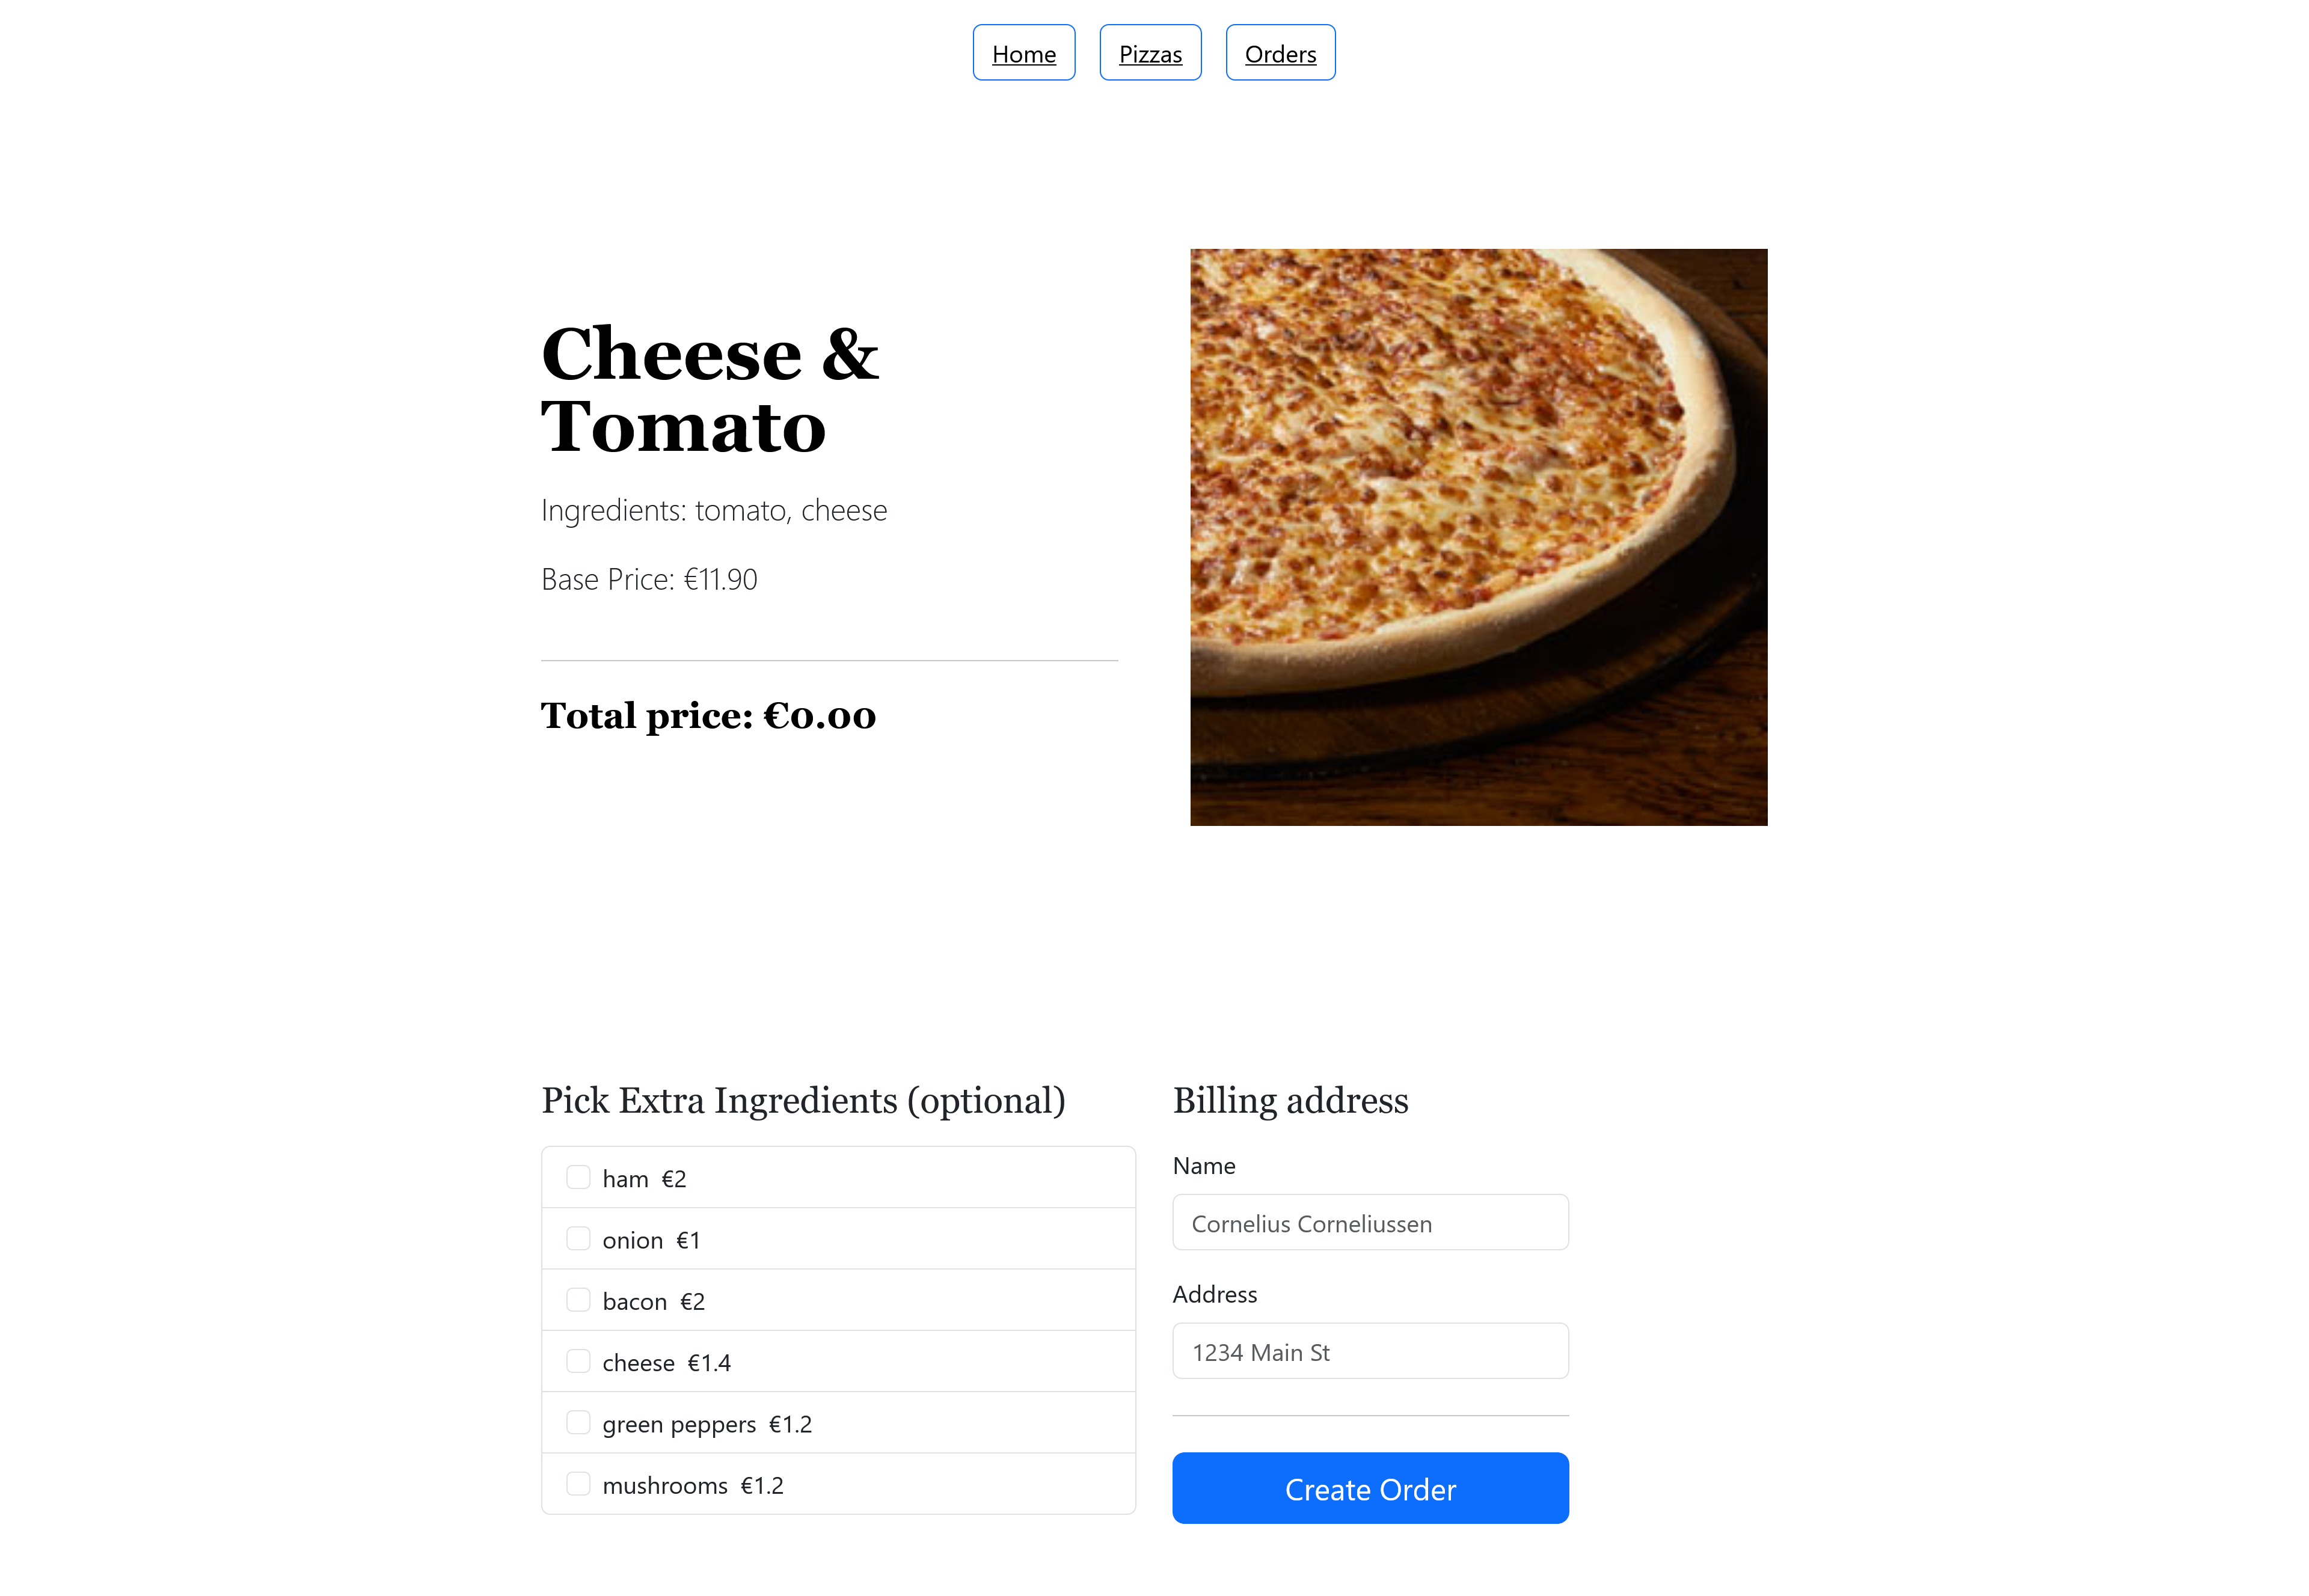 Home
Pizzas
Orders
Cheese &
Tomato
Ingredients: tomato, cheese
Base Price: €11.90
Total price: €0.00
Pick Extra Ingredients (optional)
ham €2
onion €1
bacon €2
cheese €1.4
green peppers €1.2
mushrooms €1.2
Billing address
Name
Cornelius Corneliussen
Address
1234 Main St
Create Order